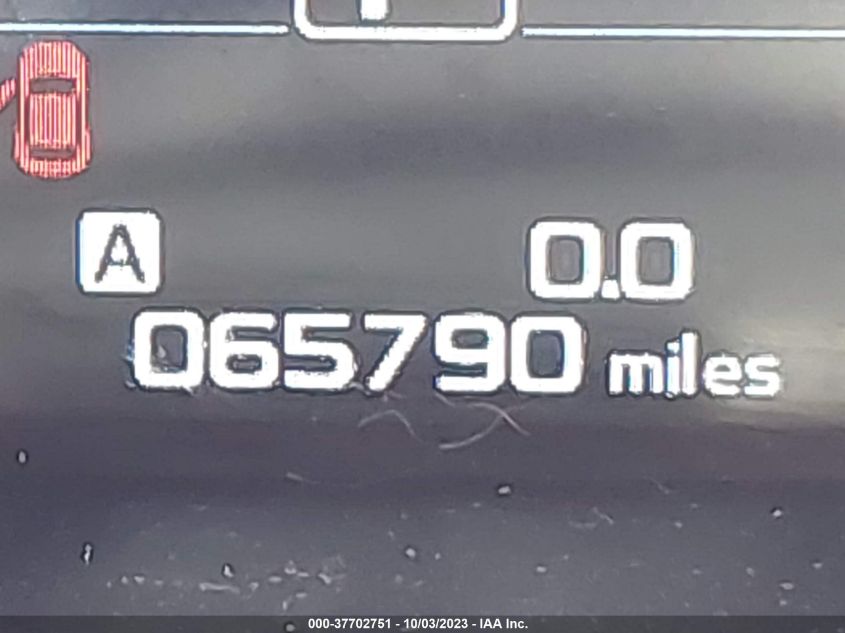 A
0.0
065790 miles
000-37702751 - 10/03/2023 - IAA Inc.